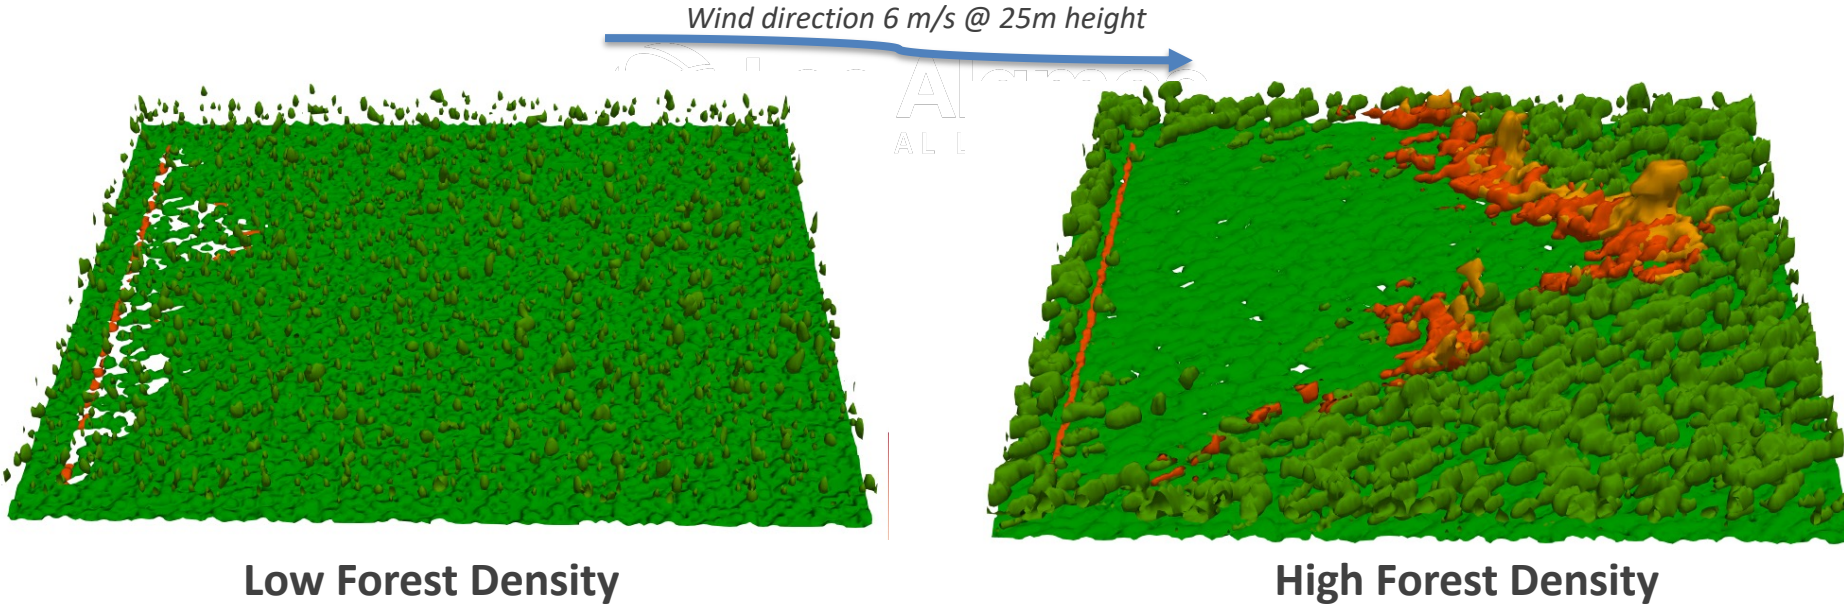 Wind direction 6 m/s @ 25m height
Low Forest Density
High Forest Density